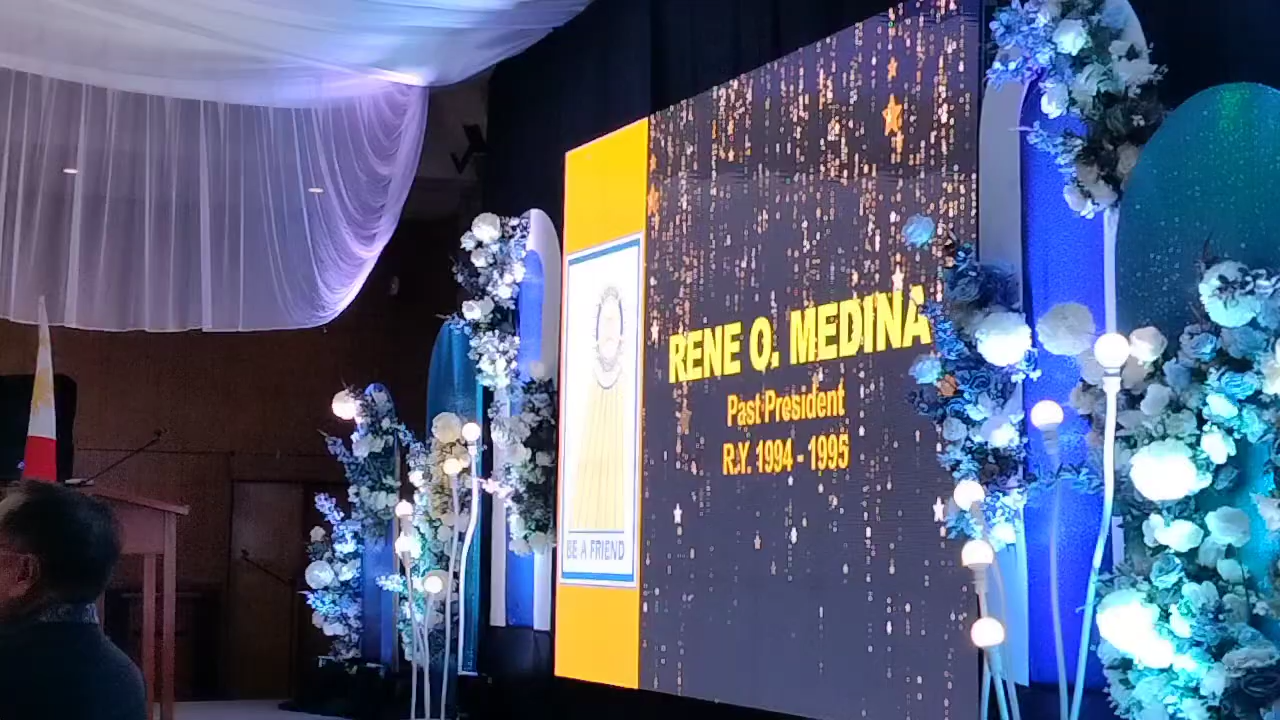 RENE O. MEDINA
Past President
R.Y. 1994 - 1995
BE A FRIEND